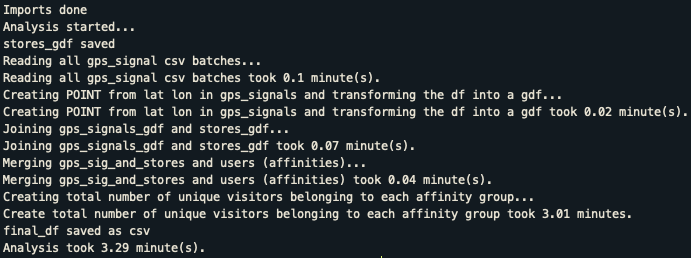 Imports done
Analysis started...
stores_gdf saved
Reading all gps_signal csv batches...
Reading all gps_signal csv batches took 0.1 minute(s).
Creating POINT from lat lon in gps_signals and transforming the df into a gdf...
Creating POINT from lat lon in gps_signals and transforming the df into a gdf took 0.02 minute(s).
Joining gps_signals_gdf and stores_gdf...
Joining gps_signals_gdf and stores_gdf took 0.07 minute(s).
Merging gps_sig_and_stores and users (affinities)...
Merging gps_sig_and_stores and users (affinities) took 0.04 minute(s).
Creating total number of unique visitors belonging to each affinity group...
Create total number of unique visitors belonging to each affinity group took 3.01 minutes.
final_df saved as csv
Analysis took 3.29 minute(s).